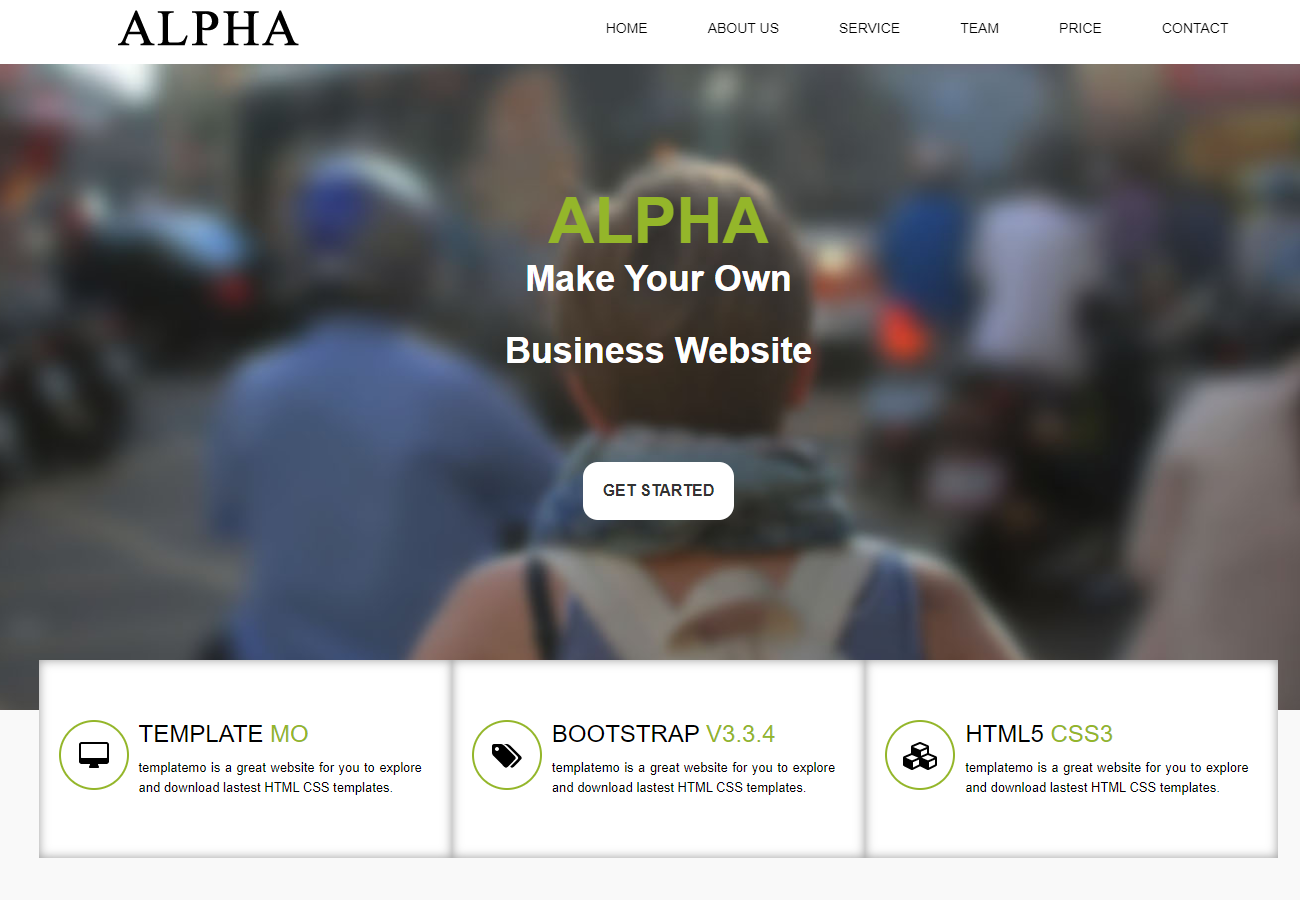 ALPHA
HOME ABOUT US SERVICE TEAM PRICE CONTACT
ALPHA
Make Your Own
Business Website
GET STARTED
TEMPLATE MO
templatemo is a great website for you to explore
and download lastest HTML CSS templates.
BOOTSTRAP V3.3.4
templatemo is a great website for you to explore
and download lastest HTML CSS templates.
HTML5 CSS3
templatemo is a great website for you to explore
and download lastest HTML CSS templates.